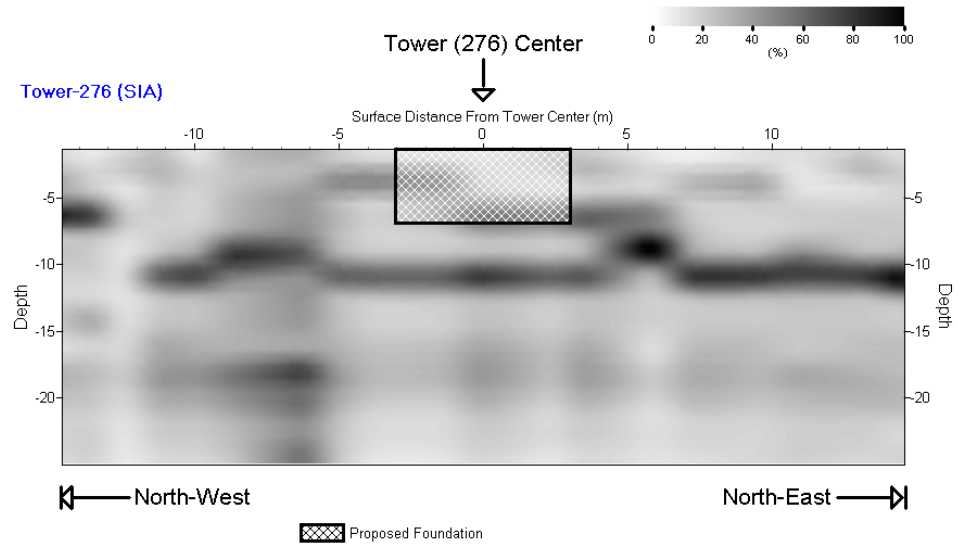 0 20 40 60 80 100
(%)
Tower (276) Center
Tower-276 (SIA)
Surface Distance From Tower Center (m)
-10 -5 0 5 10
-5 -5
-10 -10
Depth Depth
-15 -15
-20 -20
North-West North-East
Proposed Foundation